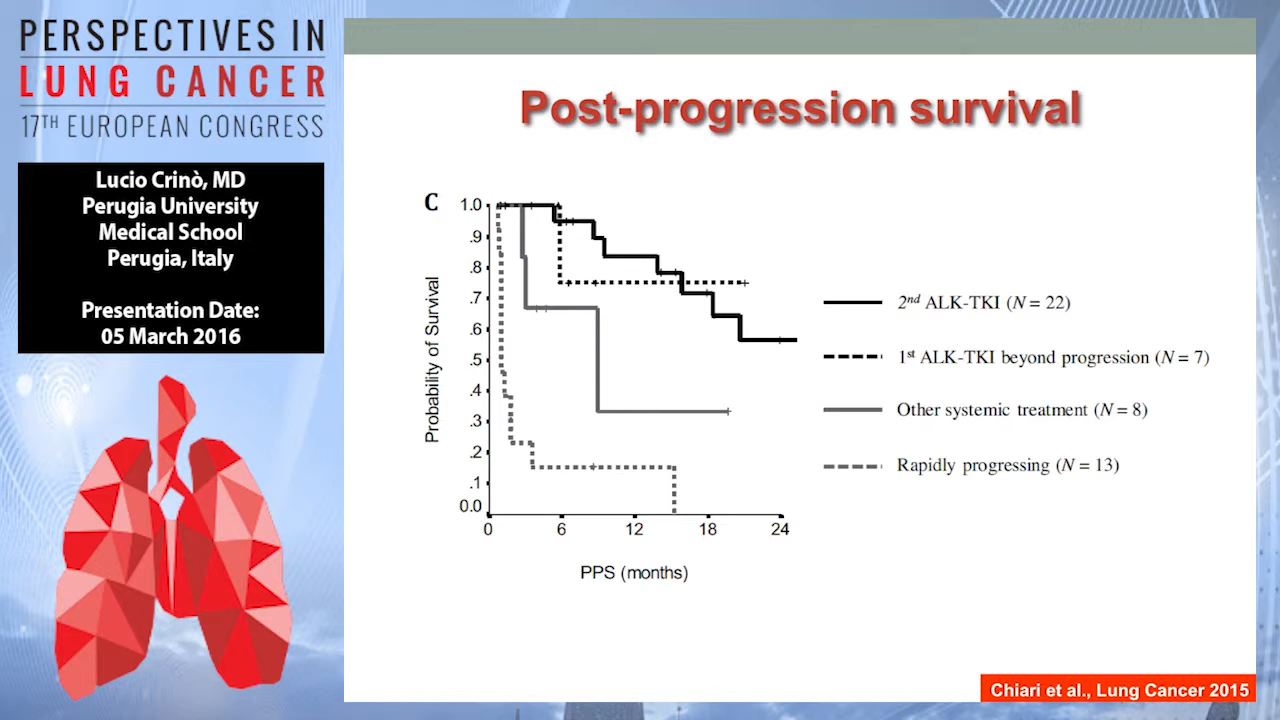 PERSPECTIVES IN
LUNG CANCER
17TH EUROPEAN CONGRESS
Lucio Crinò, MD
Perugia University
Medical School
Perugia, Italy
Presentation Date:
05 March 2016
Post-progression survival
C
Probability of Survival
1.0
.9
.8
.7
.6
.5
.4
.3
.2
.1
0.0
0 6 12 18 24
PPS (months)
2nd ALK-TKI (N = 22)
1st ALK-TKI beyond progression (N = 7)
Other systemic treatment (N = 8)
Rapidly progressing (N = 13)
Chiari et al., Lung Cancer 2015